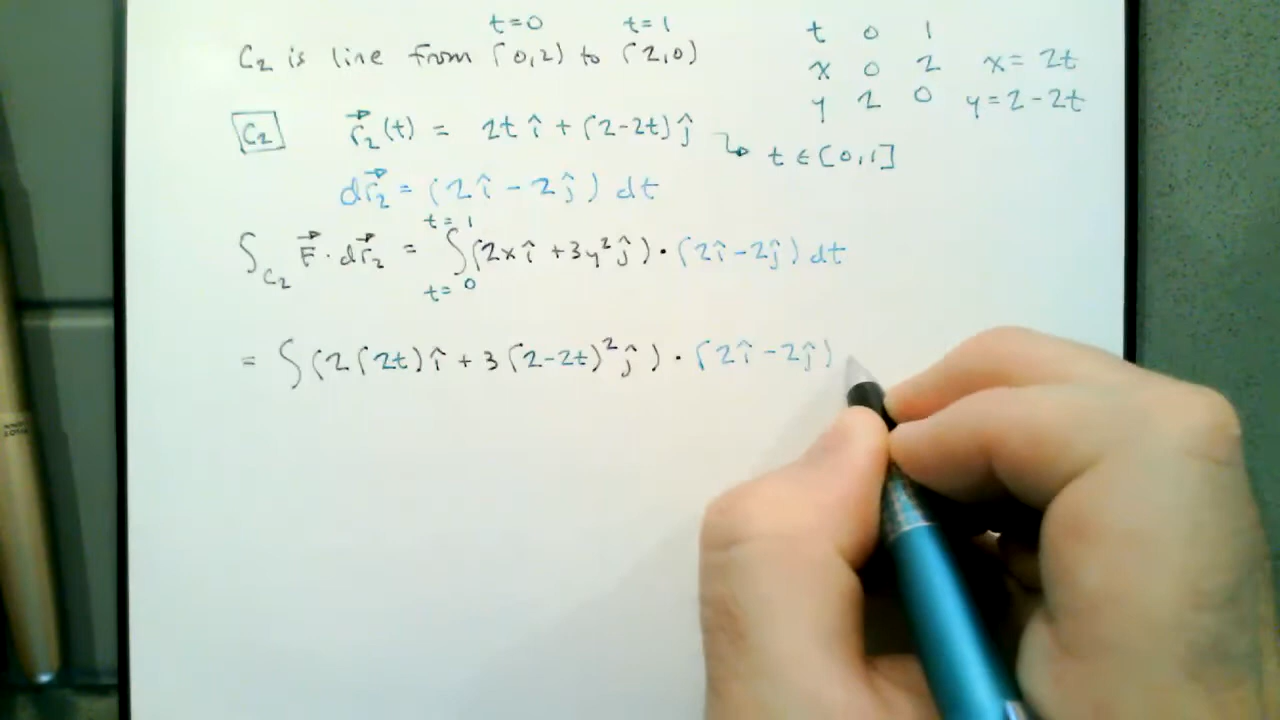 t=0 t=1
C₂ is line from (0,2) to (2,0)
t 0 1
x 0 2 x = 2t
y 2 0 y = 2 - 2t
C₂ r⃗₂(t) = 2t î + (2-2t) ĵ
t ∈ [0,1]
dr⃗₂ = (2î - 2ĵ) dt
t = 1
∫_C₂ F⃗ · dr⃗₂ = ∫(2x î + 3y² ĵ) · (2î - 2ĵ) dt
t = 0
= ∫(2(2t) î + 3(2-2t)² ĵ) · (2î - 2ĵ)